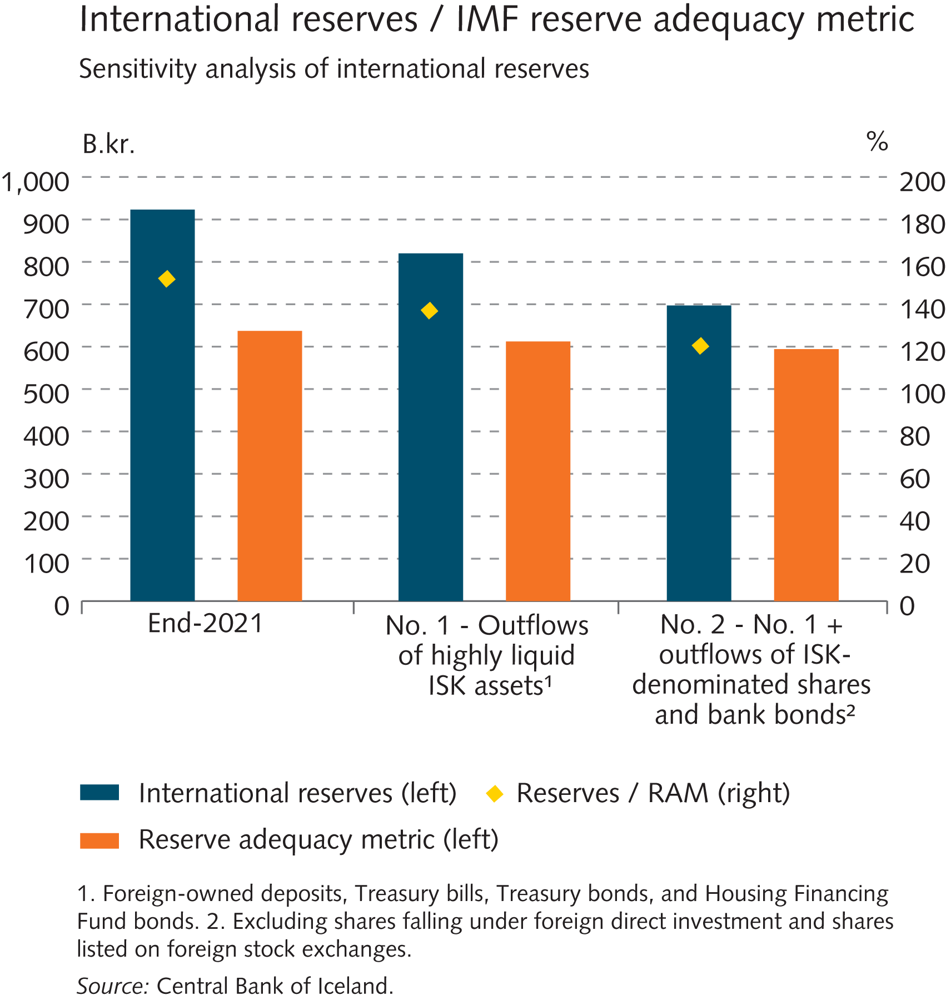 International reserves / IMF reserve adequacy metric
Sensitivity analysis of international reserves
B.kr.
%
1,000
900
800
700
600
500
400
300
200
100
0
200
180
160
140
120
100
80
60
40
20
0
End-2021
No. 1 - Outflows
of highly liquid
ISK assets¹
No. 2 - No. 1 +
outflows of ISK-
denominated shares
and bank bonds²
International reserves (left)
Reserves / RAM (right)
Reserve adequacy metric (left)
1. Foreign-owned deposits, Treasury bills, Treasury bonds, and Housing Financing
Fund bonds. 2. Excluding shares falling under foreign direct investment and shares
listed on foreign stock exchanges.
Source: Central Bank of Iceland.